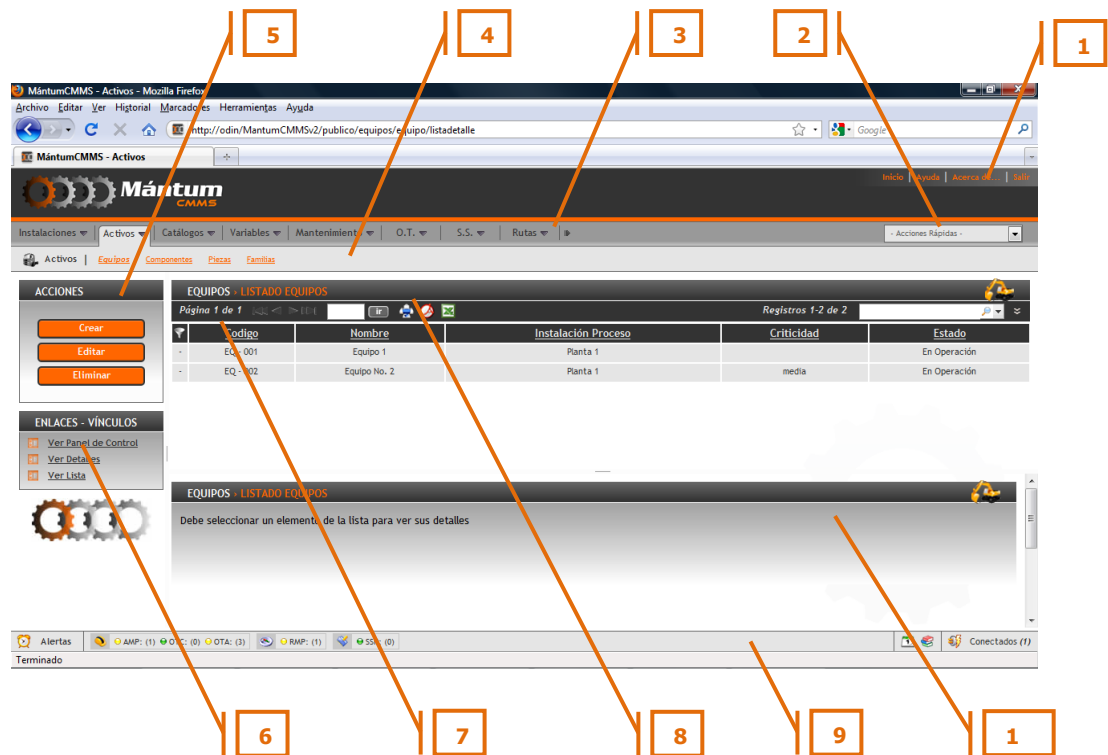 5 4 3 2 1
MántumCMMS - Activos - Mozilla Firefox
Archivo Editar Ver Historial Marcadores Herramientas Ayuda
http://odin/MantumCMMSv2/publico/equipos/equipo/listadetalle
Google
MántumCMMS - Activos
Inicio | Ayuda | Acerca de... | Salir
Mántum
CMMS
Instalaciones | Activos | Catálogos | Variables | Mantenimiento | O.T. | S.S. | Rutas
- Acciones Rápidas -
Activos | Equipos Componentes Piezas Familias
ACCIONES
Crear
Editar
Eliminar
ENLACES - VÍNCULOS
Ver Panel de Control
Ver Detalles
Ver Lista
EQUIPOS › LISTADO EQUIPOS
Página 1 de 1 ir Registros 1-2 de 2
Codigo Nombre Instalación Proceso Criticidad Estado
- EQ - 001 Equipo 1 Planta 1 En Operación
- EQ - 002 Equipo No. 2 Planta 1 media En Operación
EQUIPOS › LISTADO EQUIPOS
Debe seleccionar un elemento de la lista para ver sus detalles
Alertas AMP: (1) OTC: (0) OTA: (3) RMP: (1) SSP: (0) Conectados (1)
Terminado
6 7 8 9 1